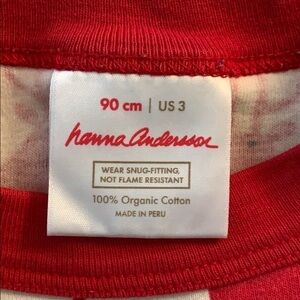 90 cm | US 3
hanna andersson
WEAR SNUG-FITTING,
NOT FLAME RESISTANT
100% Organic Cotton
MADE IN PERU